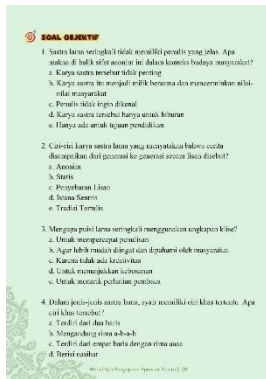 SOAL OBJEKTIF
1. Sastra lama seringkali tidak memiliki penulis yang jelas. Apa
makna di balik sifat anonim ini dalam konteks budaya masyarakat?
a. Karya sastra tersebut tidak penting
b. Karya sastra itu menjadi milik bersama dan mencerminkan nilai-
nilai masyarakat
c. Penulis tidak ingin dikenal
d. Karya sastra tersebut hanya untuk hiburan
e. Hanya ada untuk tujuan pendidikan
2. Ciri-ciri karya sastra lama yang menyatakan bahwa cerita
disampaikan dari generasi ke generasi secara lisan disebut?
a. Anonim
b. Statis
c. Penyebaran Lisan
d. Istana Sentris
e. Tradisi Tertulis
3. Mengapa puisi lama seringkali menggunakan ungkapan klise?
a. Untuk mempercepat penulisan
b. Agar lebih mudah diingat dan dipahami oleh masyarakat
c. Karena tidak ada kreativitas
d. Untuk menunjukkan kebosanan
e. Untuk menarik perhatian pembaca
4. Dalam jenis-jenis sastra lama, syair memiliki ciri khas tertentu. Apa
ciri khas tersebut?
a. Terdiri dari dua baris
b. Mengandung rima a-b-a-b
c. Terdiri dari empat baris dengan rima aaaa
d. Berisi nasihat